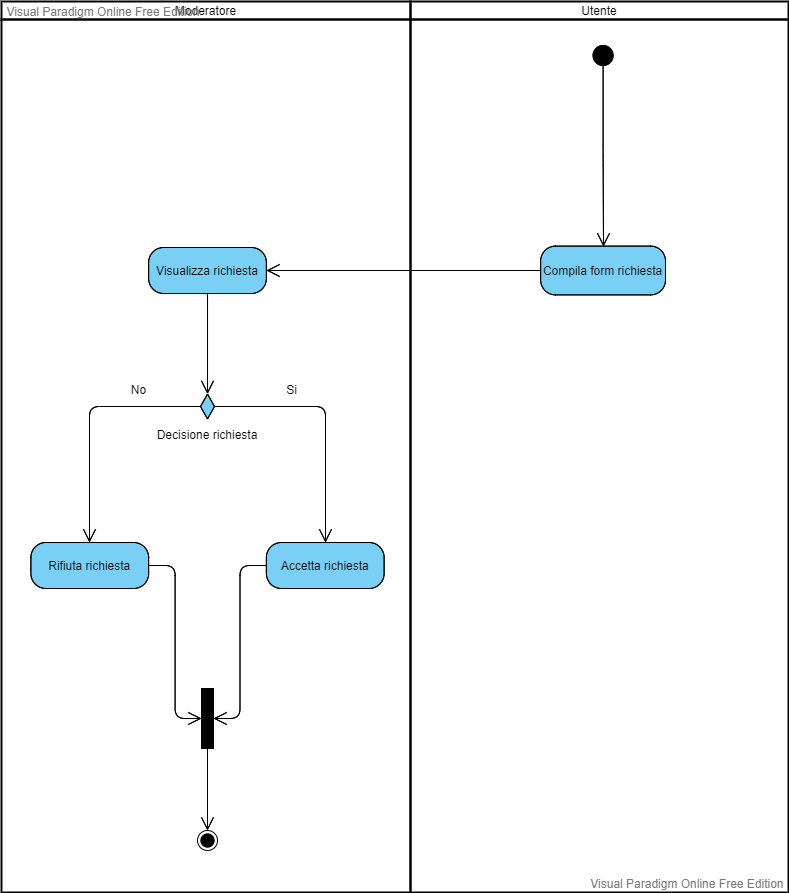 Visual Paradigm Online Free Edition
Moderatore
Utente
Visualizza richiesta
Compila form richiesta
No
Si
Decisione richiesta
Rifiuta richiesta
Accetta richiesta
Visual Paradigm Online Free Edition